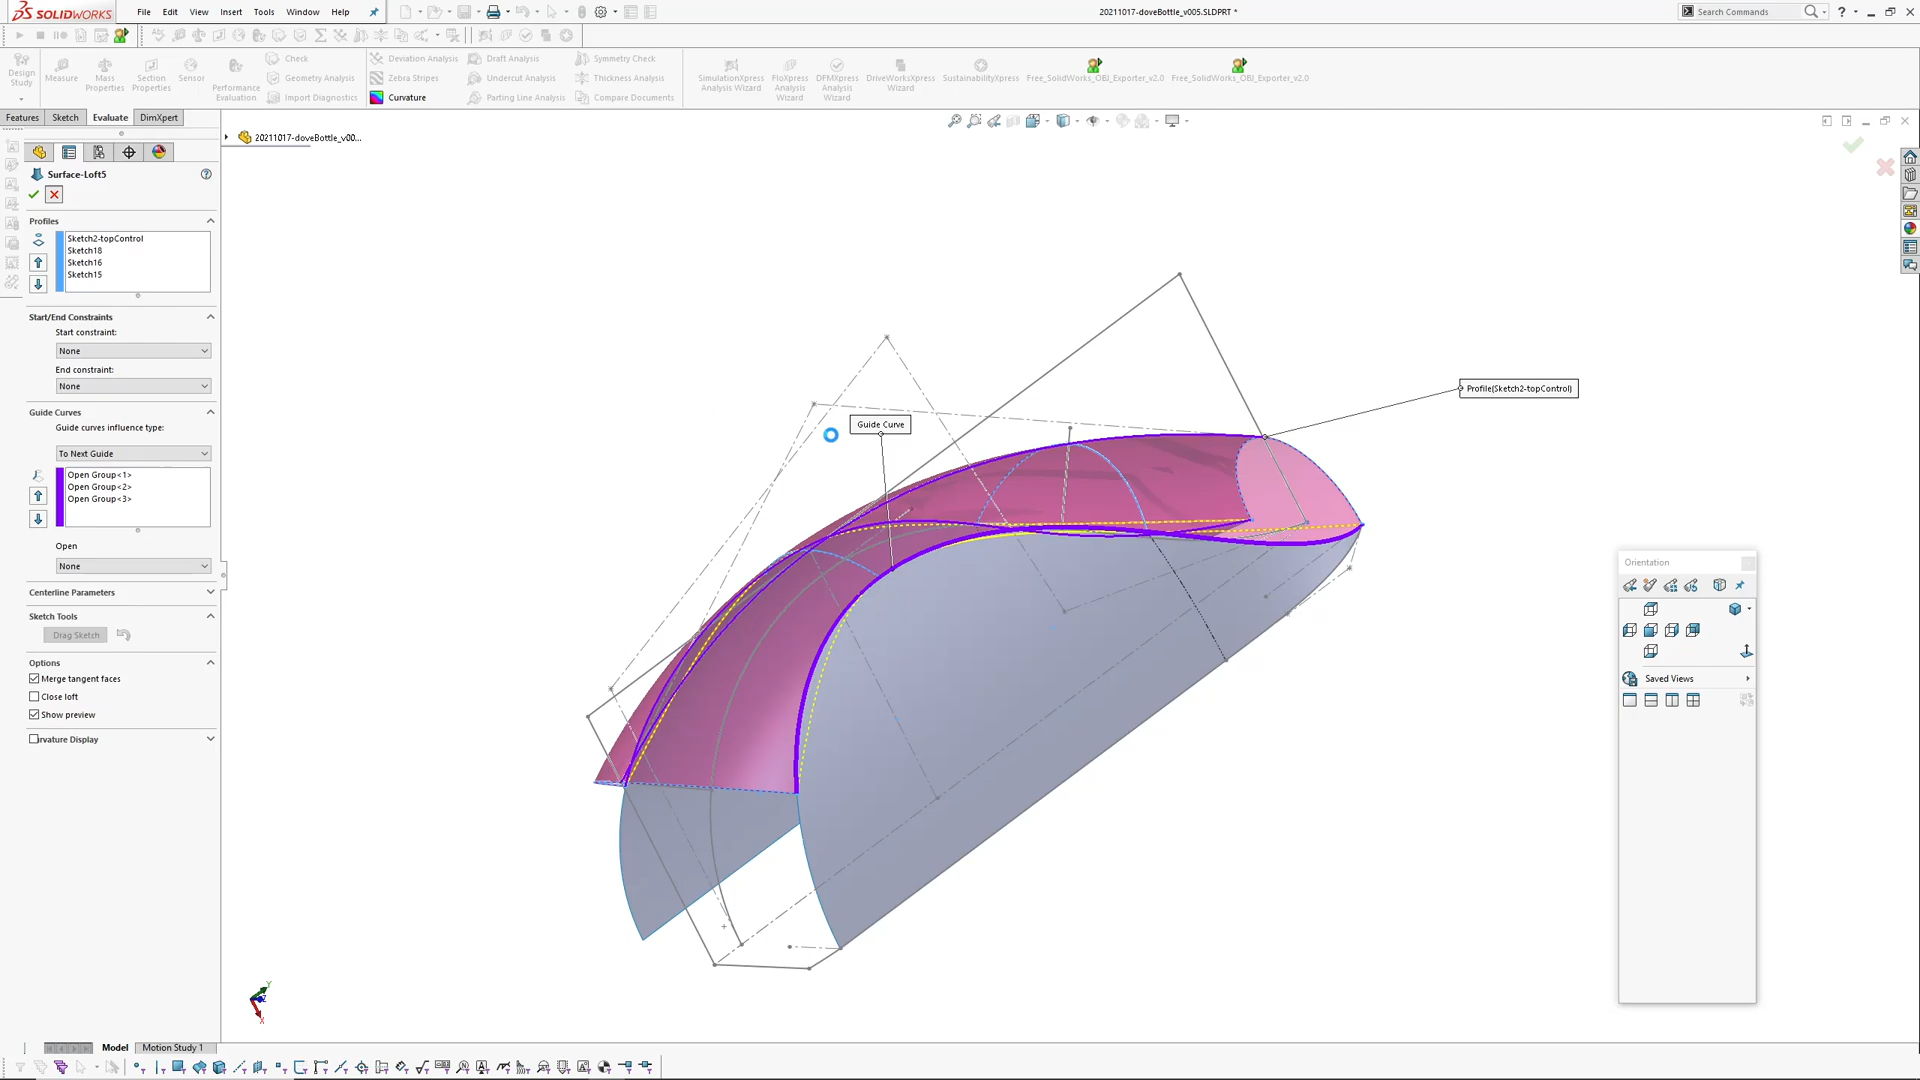 SOLIDWORKS File Edit View Insert Tools Window Help 20211017-doveBottle_v005.SLDPRT * Search Commands
Design Study
Measure
Mass Properties
Section Properties
Sensor
Performance Evaluation
Check
Geometry Analysis
Import Diagnostics
Deviation Analysis
Zebra Stripes
Curvature
Draft Analysis
Undercut Analysis
Parting Line Analysis
Symmetry Check
Thickness Analysis
Compare Documents
SimulationXpress Analysis Wizard
FloXpress Analysis Wizard
DFMXpress Analysis Wizard
DriveWorksXpress Wizard
SustainabilityXpress
Free_SolidWorks_OBJ_Exporter_v2.0
Free_SolidWorks_OBJ_Exporter_v2.0
Features Sketch Evaluate DimXpert
20211017-doveBottle_v00...
Surface-Loft5
Profiles
Sketch2-topControl
Sketch18
Sketch16
Sketch15
Start/End Constraints
Start constraint:
None
End constraint:
None
Guide Curves
Guide curves influence type:
To Next Guide
Open Group<1>
Open Group<2>
Open Group<3>
Open
None
Centerline Parameters
Sketch Tools
Drag Sketch
Options
Merge tangent faces
Close loft
Show preview
Curvature Display
Guide Curve
Profile(Sketch2-topControl)
Orientation
Saved Views
Y
X
Model Motion Study 1